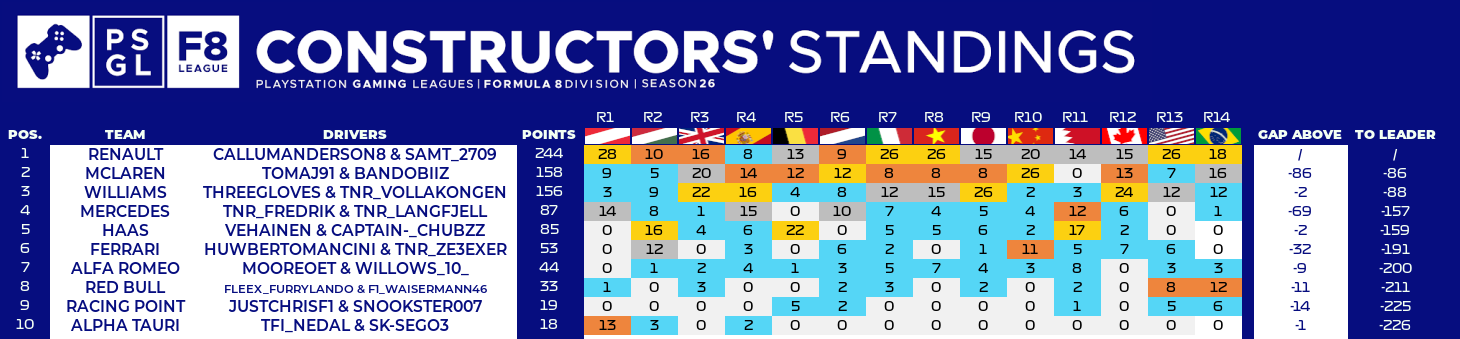 PS
GL
F8
LEAGUE
CONSTRUCTORS' STANDINGS
PLAYSTATION GAMING LEAGUES | FORMULA 8 DIVISION | SEASON 26
R1 R2 R3 R4 R5 R6 R7 R8 R9 R10 R11 R12 R13 R14
POS. TEAM DRIVERS POINTS GAP ABOVE TO LEADER
1 RENAULT CALLUMANDERSON8 & SAMT_2709 244 28 10 16 8 13 9 26 26 15 20 14 15 26 18 / /
2 MCLAREN TOMAJ91 & BANDOBIIZ 158 9 5 20 14 12 12 8 8 8 26 0 13 7 16 -86 -86
3 WILLIAMS THREEGLOVES & TNR_VOLLAKONGEN 156 3 9 22 16 4 8 12 15 26 2 3 24 12 12 -2 -88
4 MERCEDES TNR_FREDRIK & TNR_LANGFJELL 87 14 8 1 15 0 10 7 4 5 4 12 6 0 1 -69 -157
5 HAAS VEHAINEN & CAPTAIN-_CHUBZZ 85 0 16 4 6 22 0 5 5 6 2 17 2 0 0 -2 -159
6 FERRARI HUWBERTOMANCINI & TNR_ZE3EXER 53 0 12 0 3 0 6 2 0 1 11 5 7 6 0 -32 -191
7 ALFA ROMEO MOOREOET & WILLOWS_10_ 44 0 1 2 4 1 3 5 7 4 3 8 0 3 3 -9 -200
8 RED BULL FLEEX_FURRYLANDO & F1_WAISERMANN46 33 1 0 3 0 0 2 3 0 2 0 2 0 8 12 -11 -211
9 RACING POINT JUSTCHRISF1 & SNOOKSTER007 19 0 0 0 0 5 2 0 0 0 0 1 0 5 6 -14 -225
10 ALPHA TAURI TFI_NEDAL & SK-SEGO3 18 13 3 0 2 0 0 0 0 0 0 0 0 0 0 -1 -226